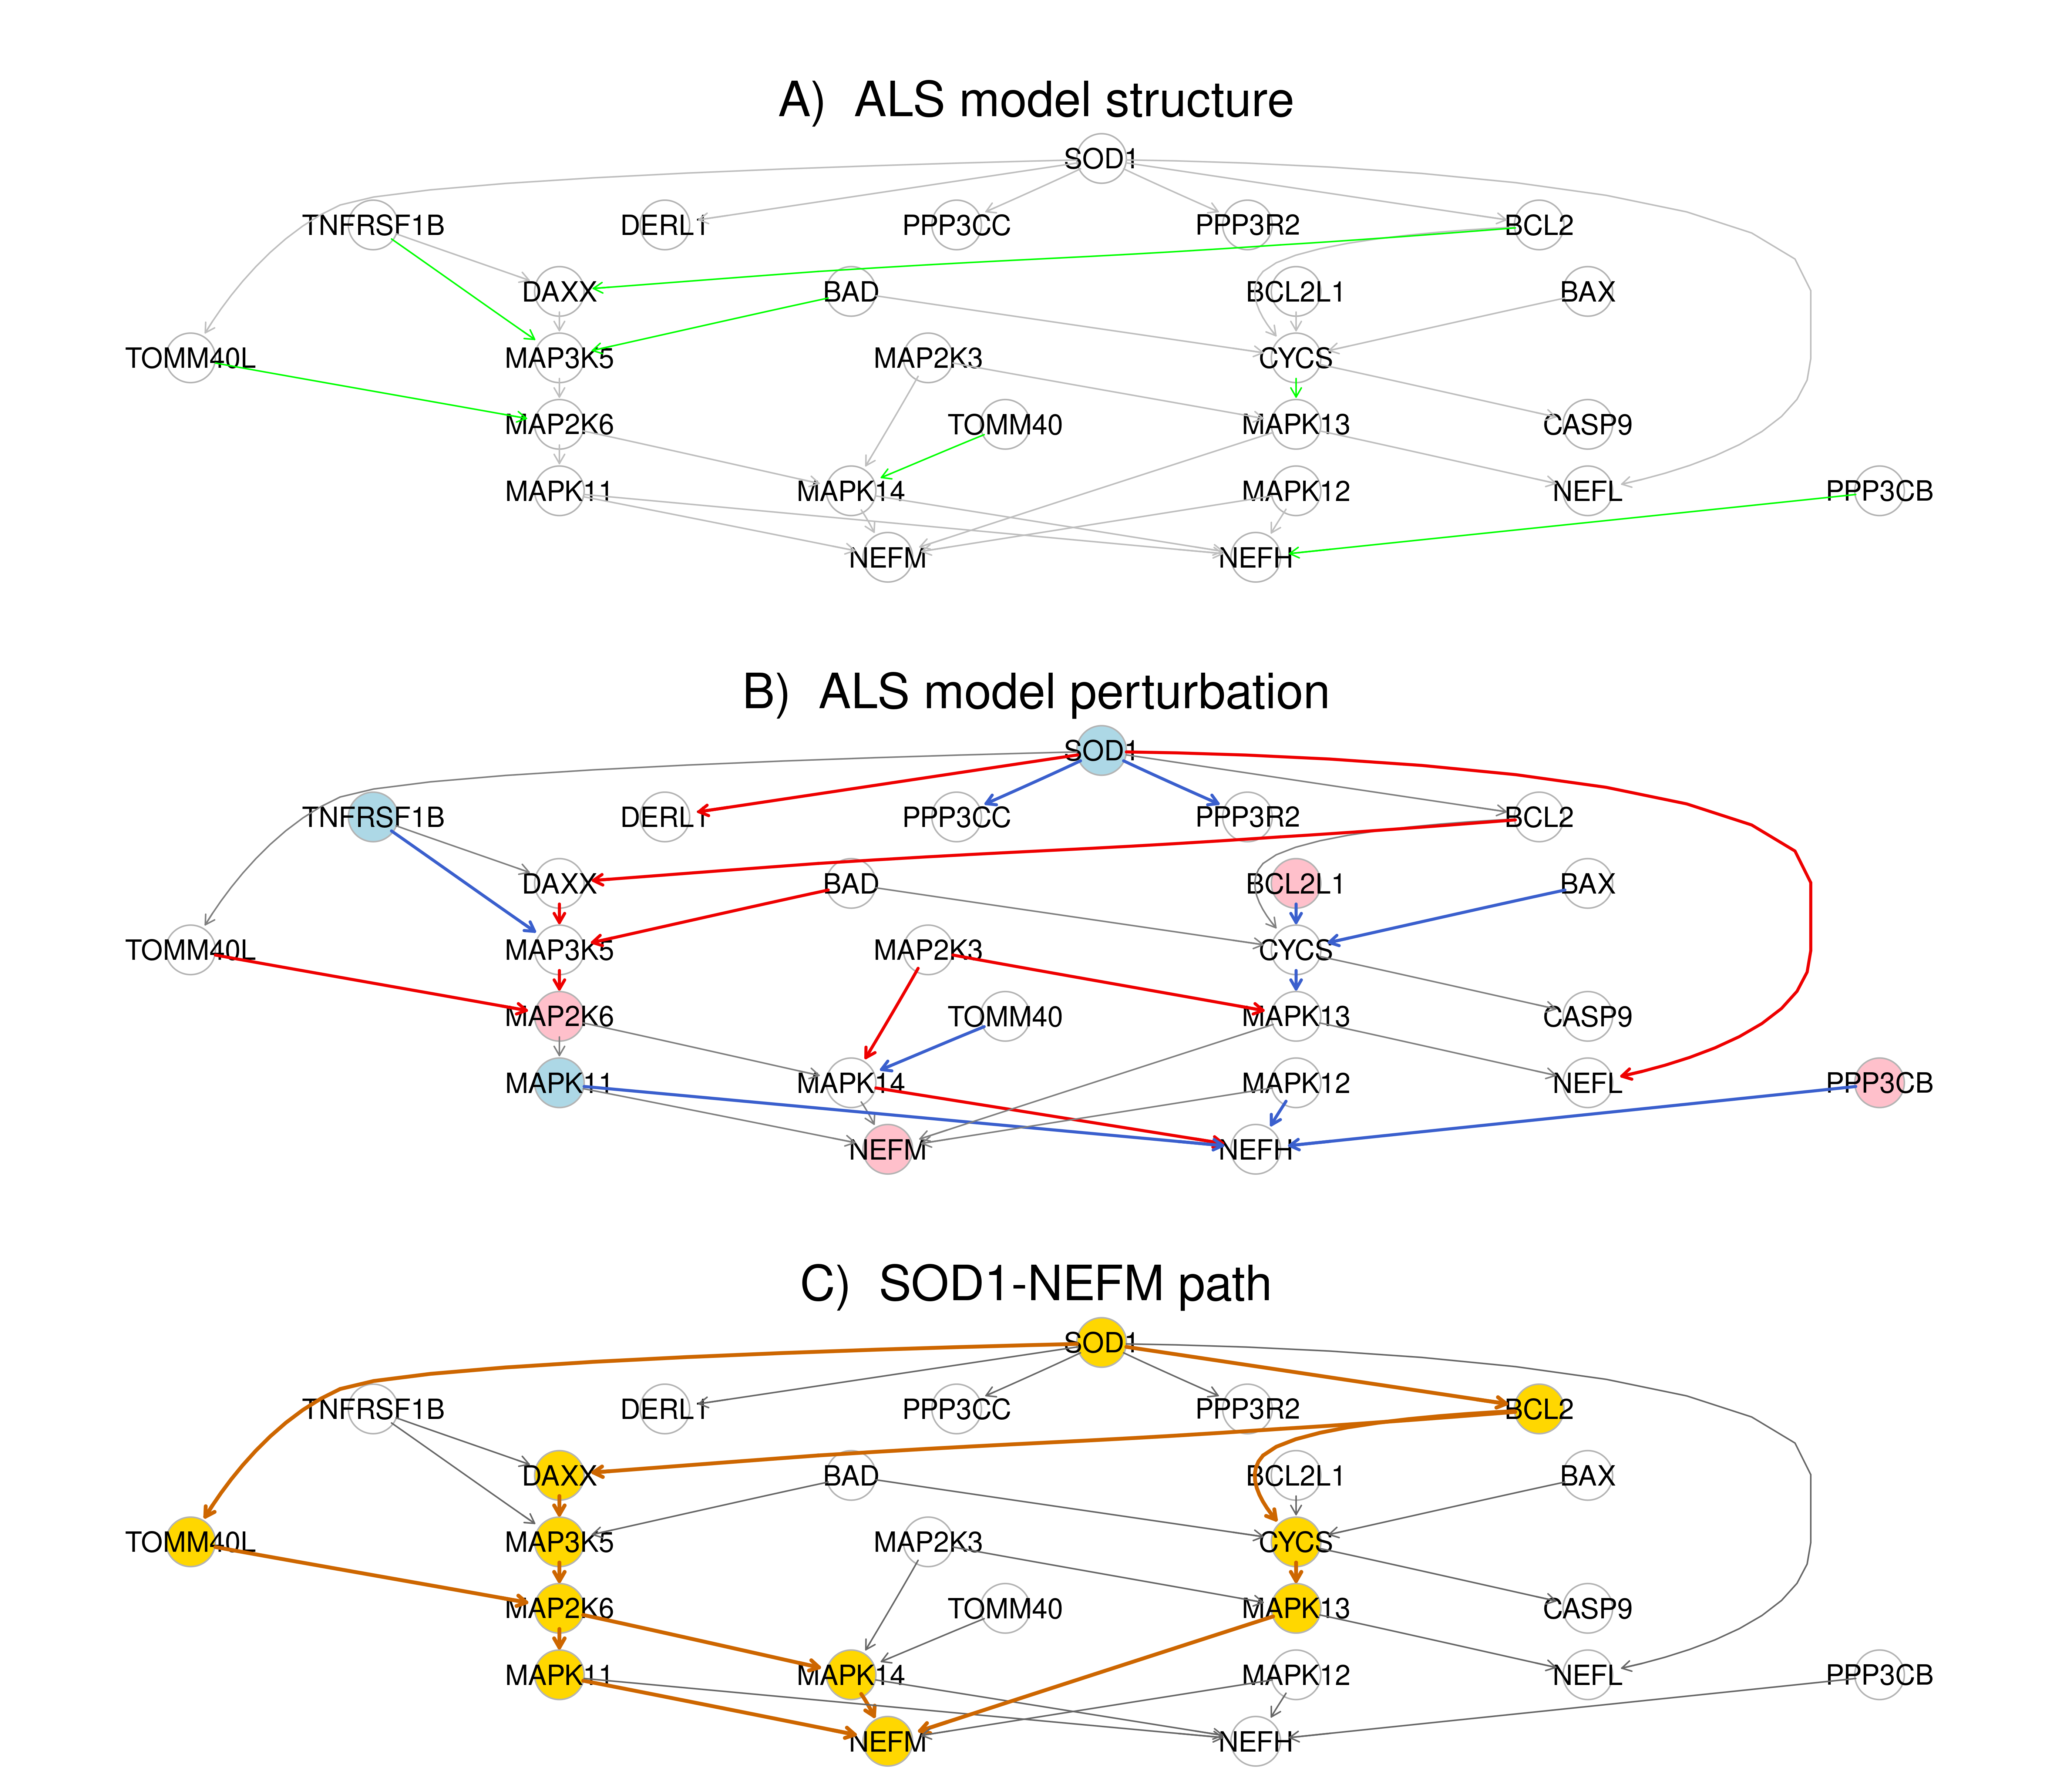 A) ALS model structure
SOD1
TNFRSF1B DERL1 PPP3CC PPP3R2 BCL2
DAXX BAD BCL2L1 BAX
TOMM40L MAP3K5 MAP2K3 CYCS
MAP2K6 TOMM40 MAPK13 CASP9
MAPK11 MAPK14 MAPK12 NEFL PPP3CB
NEFM NEFH
B) ALS model perturbation
SOD1
TNFRSF1B DERL1 PPP3CC PPP3R2 BCL2
DAXX BAD BCL2L1 BAX
TOMM40L MAP3K5 MAP2K3 CYCS
MAP2K6 TOMM40 MAPK13 CASP9
MAPK11 MAPK14 MAPK12 NEFL PPP3CB
NEFM NEFH
C) SOD1-NEFM path
SOD1
TNFRSF1B DERL1 PPP3CC PPP3R2 BCL2
DAXX BAD BCL2L1 BAX
TOMM40L MAP3K5 MAP2K3 CYCS
MAP2K6 TOMM40 MAPK13 CASP9
MAPK11 MAPK14 MAPK12 NEFL PPP3CB
NEFM NEFH